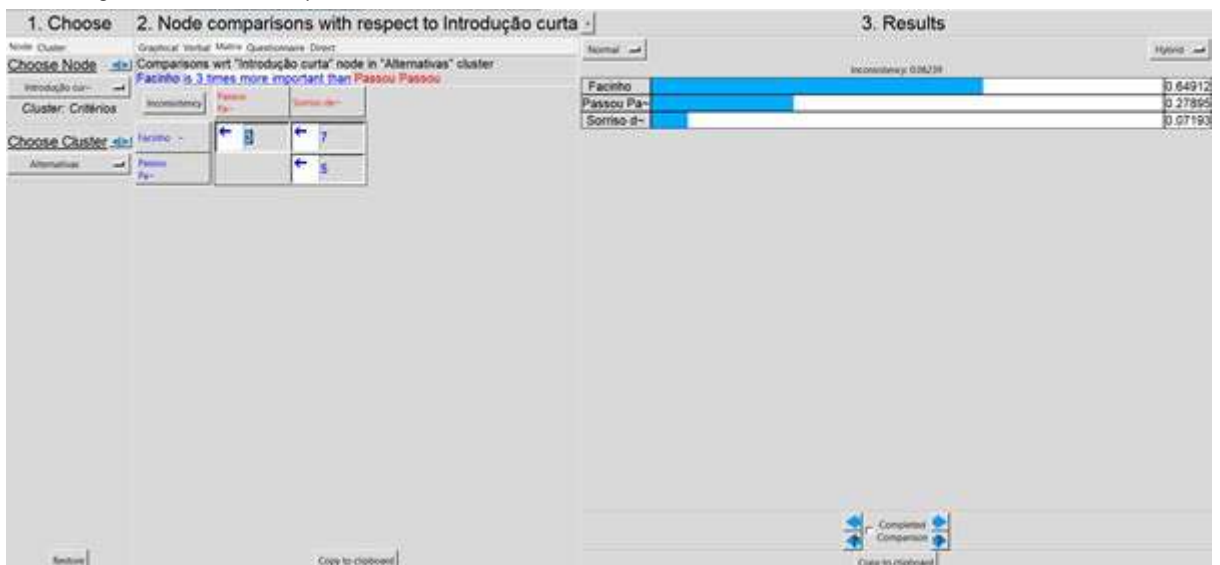 1. Choose
2. Node comparisons with respect to Introdução curta
3. Results
Node Cluster
Choose Node
Introdução cur~
Cluster: Critérios
Choose Cluster
Alternativas
Restore
Graphical Verbal Matrix Questionnaire Direct
Comparisons wrt "Introdução curta" node in "Alternativas" cluster
Facinho is 3 times more important than Passou Passou
Inconsistency Passou Pa~ Sorriso de~
Facinho ~ 3 7
Passou Pa~ 5
Copy to clipboard
Normal Hybrid
Inconsistency: 0.06239
Facinho 0.64912
Passou Pa~ 0.27895
Sorriso d~ 0.07193
Completed
Comparison
Copy to clipboard